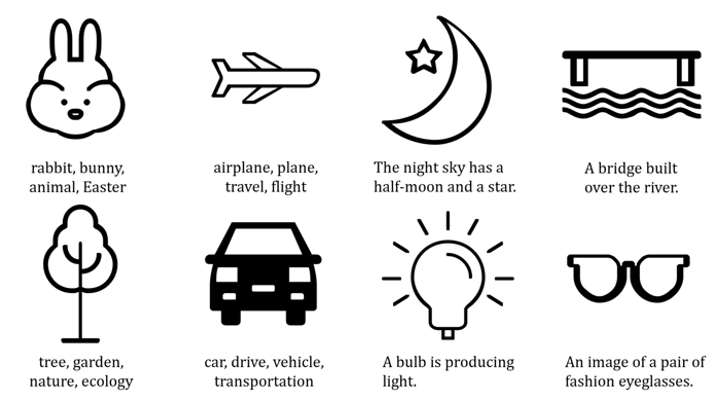 rabbit, bunny,
animal, Easter
airplane, plane,
travel, flight
The night sky has a
half-moon and a star.
A bridge built
over the river.
tree, garden,
nature, ecology
car, drive, vehicle,
transportation
A bulb is producing
light.
An image of a pair of
fashion eyeglasses.